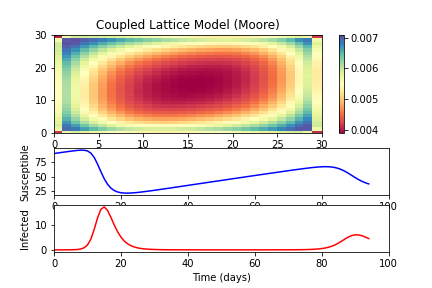 Coupled Lattice Model (Moore)
30
20
10
0
0 5 10 15 20 25 30
0.007
0.006
0.005
0.004
Susceptible
75
50
25
0 20 40 60 80 100
Infected
10
0
0 20 40 60 80 100
Time (days)